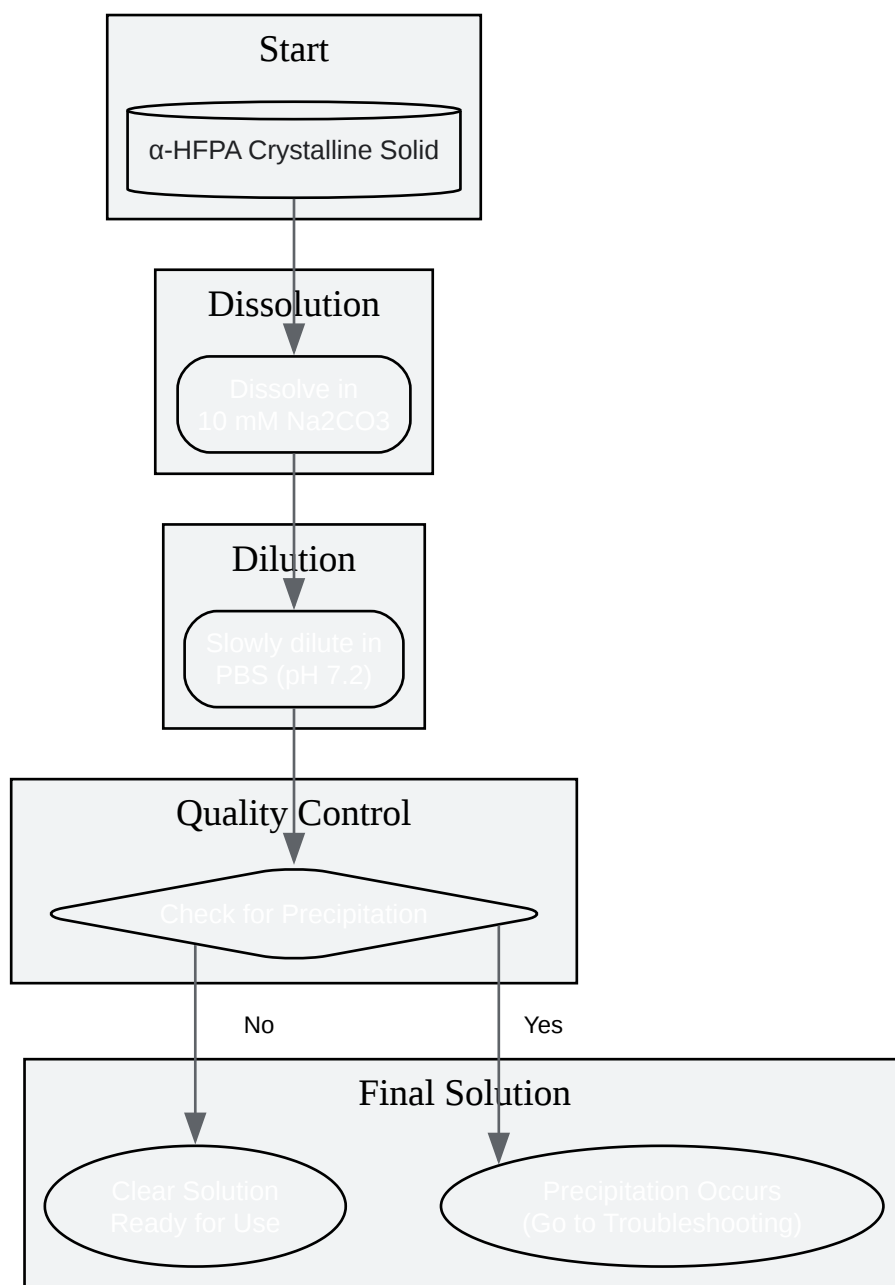 Start
α-HFPA Crystalline Solid
Dissolution
Dissolve in
10 mM Na2CO3
Dilution
Slowly dilute in
PBS (pH 7.2)
Quality Control
Check for Precipitation
No
Yes
Final Solution
Clear Solution
Ready for Use
Precipitation Occurs
(Go to Troubleshooting)